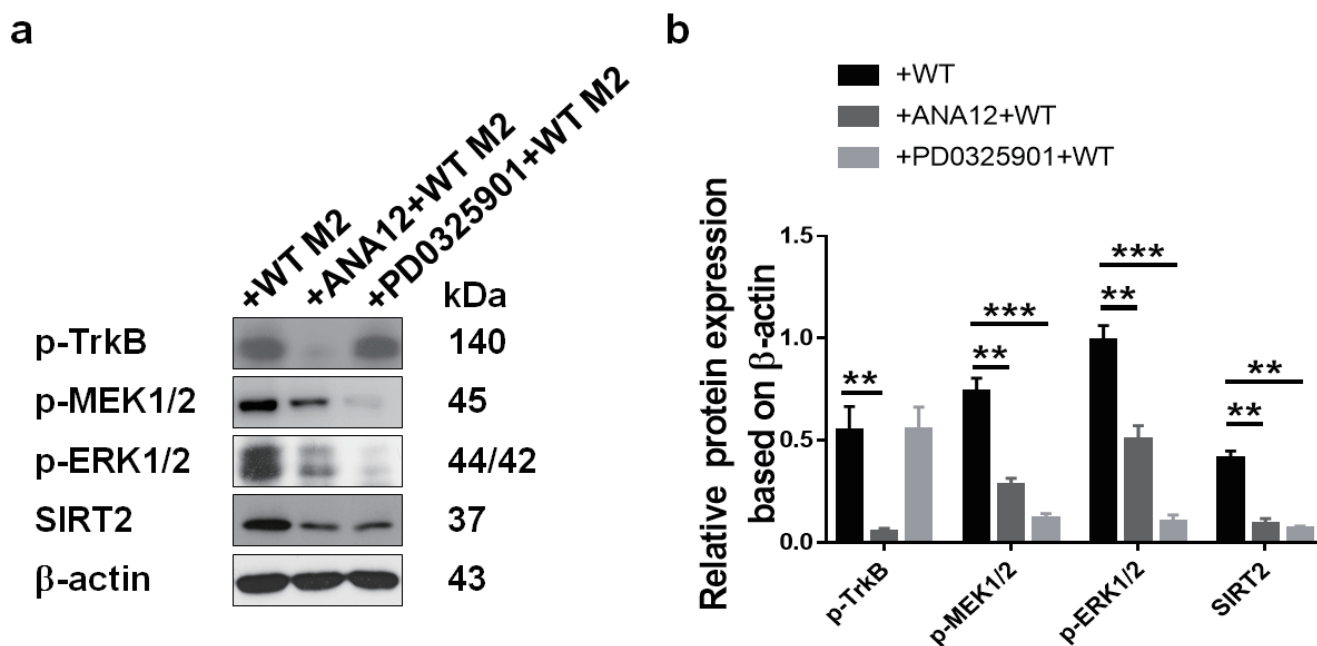 a
+WT M2
+ANA12+WT M2
+PD0325901+WT M2
kDa
p-TrkB 140
p-MEK1/2 45
p-ERK1/2 44/42
SIRT2 37
β-actin 43
b
+WT
+ANA12+WT
+PD0325901+WT
Relative protein expression
based on β-actin
1.5
1.0
0.5
0.0
**
**
***
**
***
**
**
p-TrkB
p-MEK1/2
p-ERK1/2
SIRT2